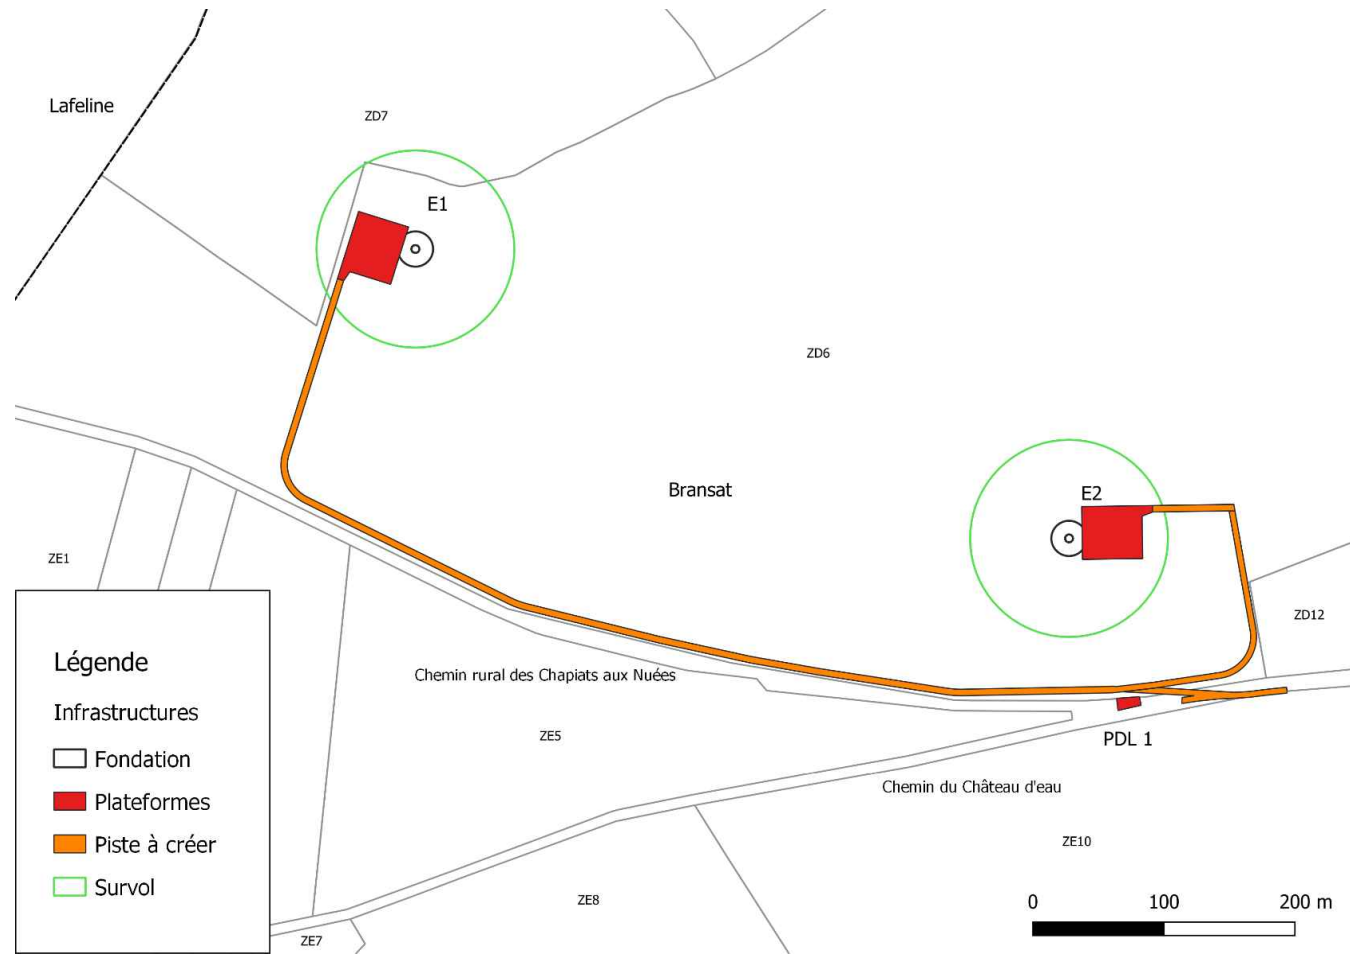 Lafeline
ZD7
E1
ZD6
Bransat
E2
ZE1
ZD12
Chemin rural des Chapiats aux Nuées
ZE5
PDL 1
Chemin du Château d'eau
ZE10
ZE8
ZE7
Légende
Infrastructures
Fondation
Plateformes
Piste à créer
Survol
0 100 200 m